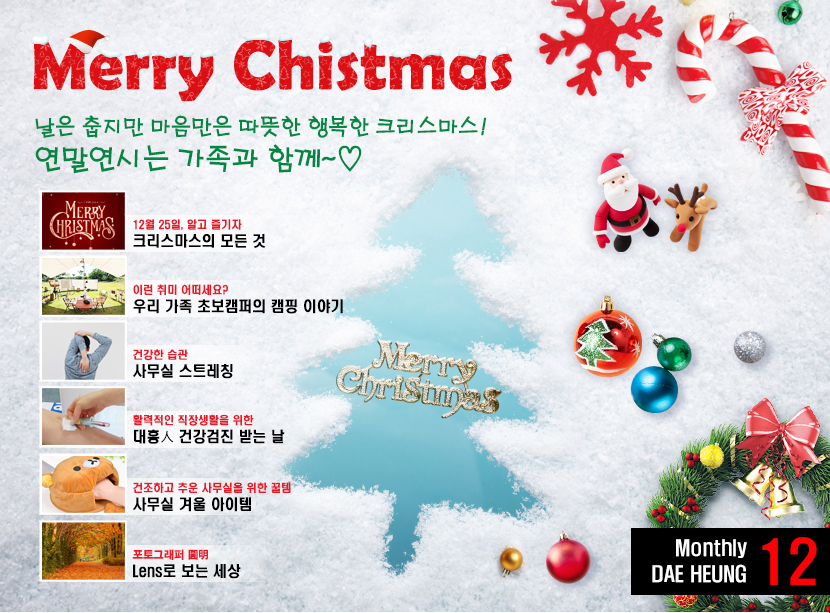 Merry Chistmas
날은 춥지만 마음만은 따뜻한 행복한 크리스마스!
연말연시는 가족과 함께~♡
MERRY
CHRISTMAS
12월 25일, 알고 즐기자
크리스마스의 모든 것
이런 취미 어떠세요?
우리 가족 초보캠퍼의 캠핑 이야기
건강한 습관
사무실 스트레칭
활력적인 직장생활을 위한
대흥人 건강검진 받는 날
건조하고 추운 사무실을 위한 꿀템
사무실 겨울 아이템
포토그래퍼 圓明
Lens로 보는 세상
Merry
Christmas
Monthly
DAE HEUNG
12